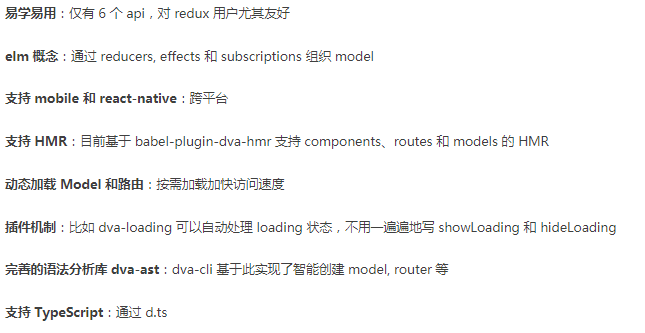 易学易用：仅有 6 个 api，对 redux 用户尤其友好
elm 概念：通过 reducers, effects 和 subscriptions 组织 model
支持 mobile 和 react-native：跨平台
支持 HMR：目前基于 babel-plugin-dva-hmr 支持 components、routes 和 models 的 HMR
动态加载 Model 和路由：按需加载加快访问速度
插件机制：比如 dva-loading 可以自动处理 loading 状态，不用一遍遍地写 showLoading 和 hideLoading
完善的语法分析库 dva-ast：dva-cli 基于此实现了智能创建 model, router 等
支持 TypeScript：通过 d.ts